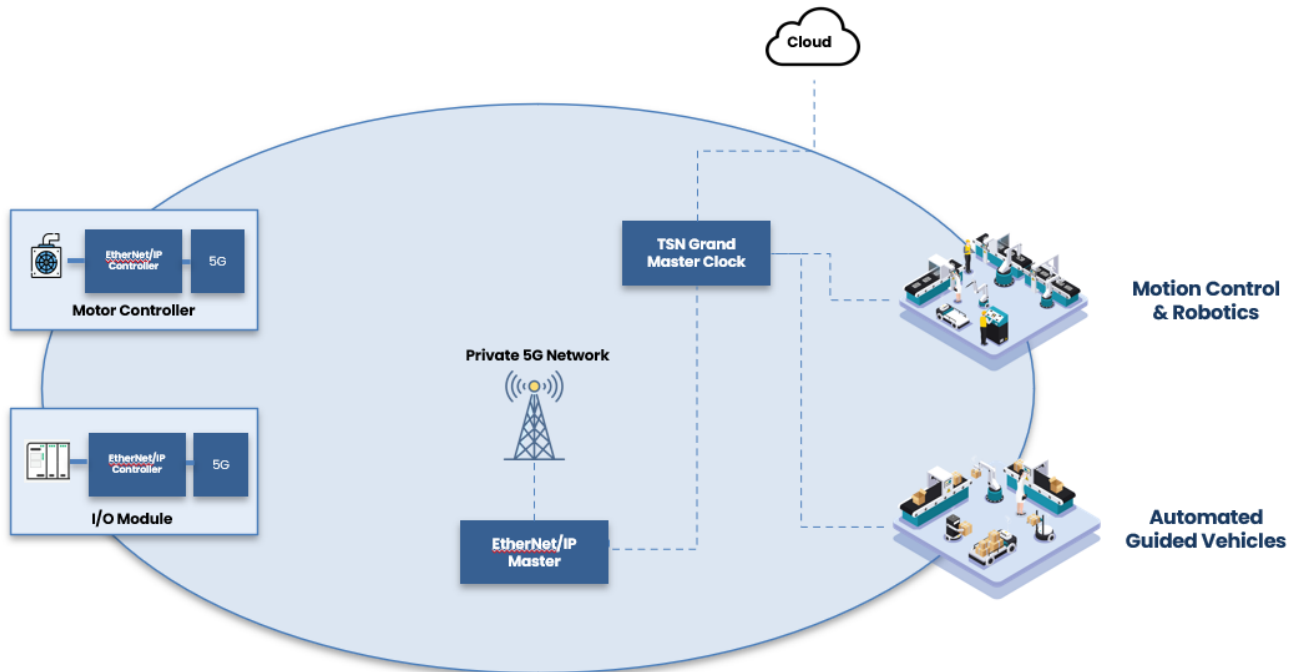 Cloud
EtherNet/IP
Controller
5G
Motor Controller
TSN Grand
Master Clock
Motion Control
& Robotics
Private 5G Network
EtherNet/IP
Controller
5G
I/O Module
EtherNet/IP
Master
Automated
Guided Vehicles